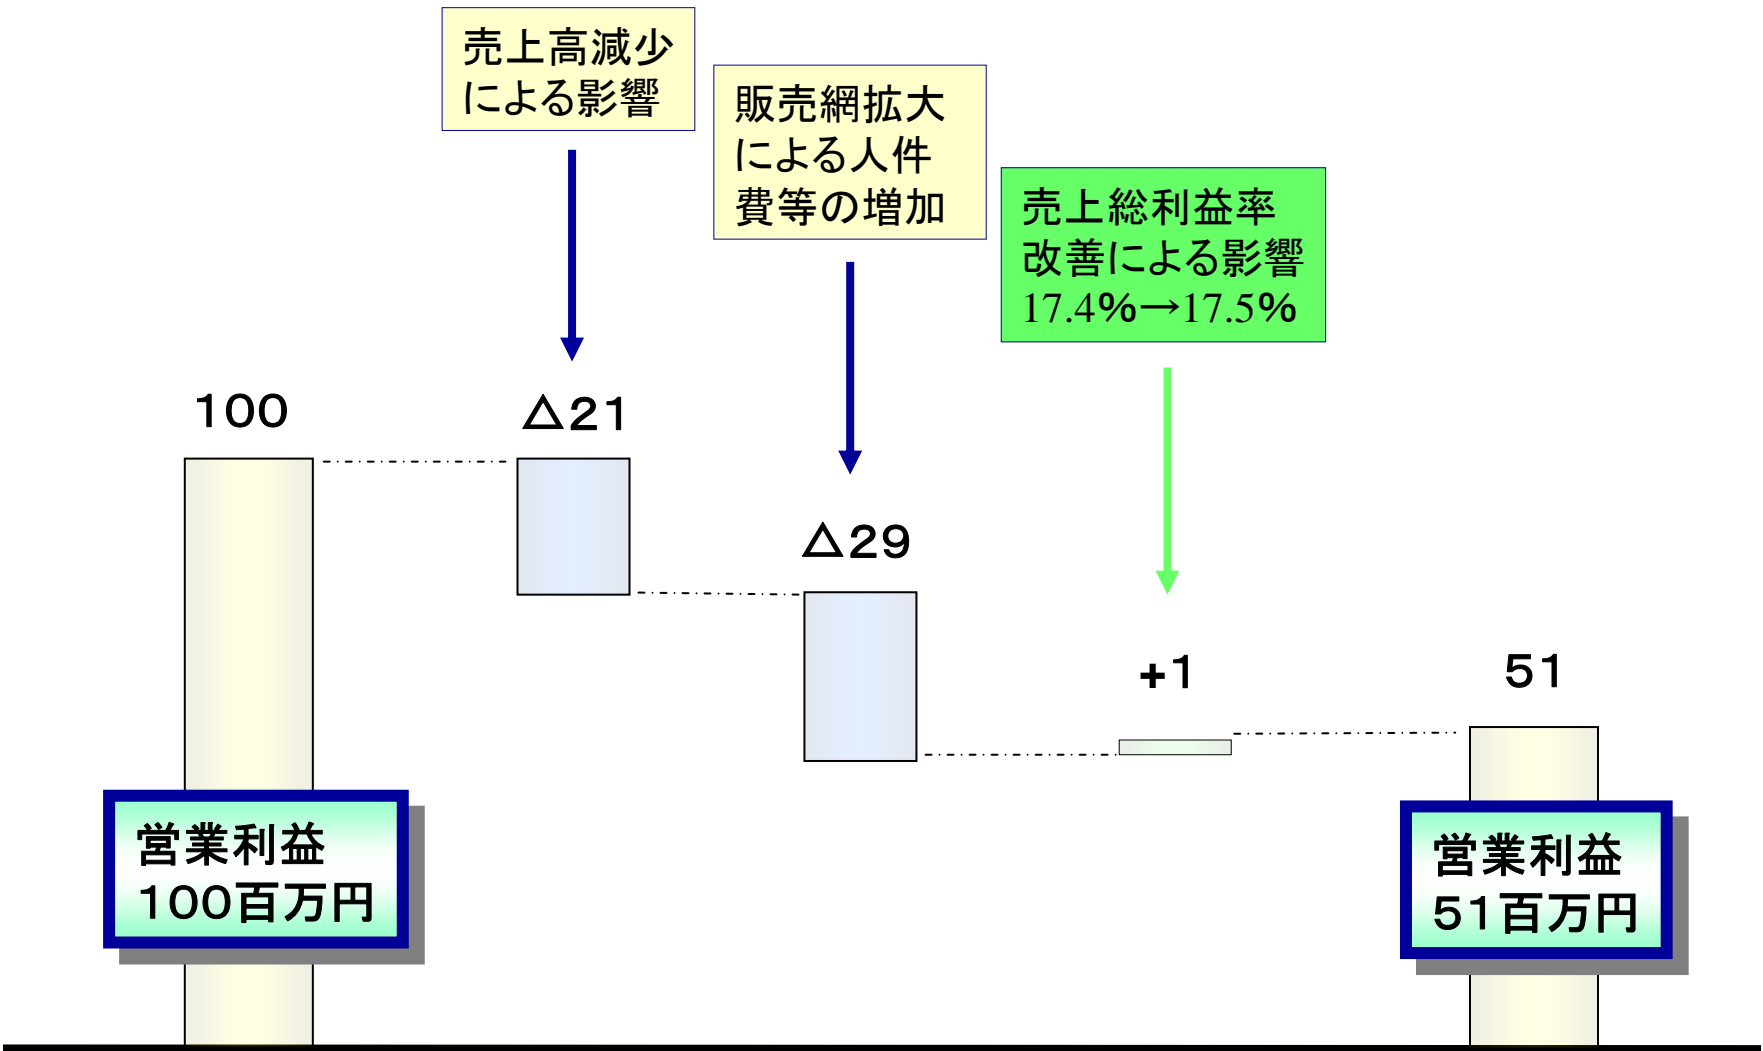 売上高減少
による影響
販売網拡大
による人件
費等の増加
売上総利益率
改善による影響
17.4%→17.5%
100
△21
△29
+1
51
営業利益
100百万円
営業利益
51百万円